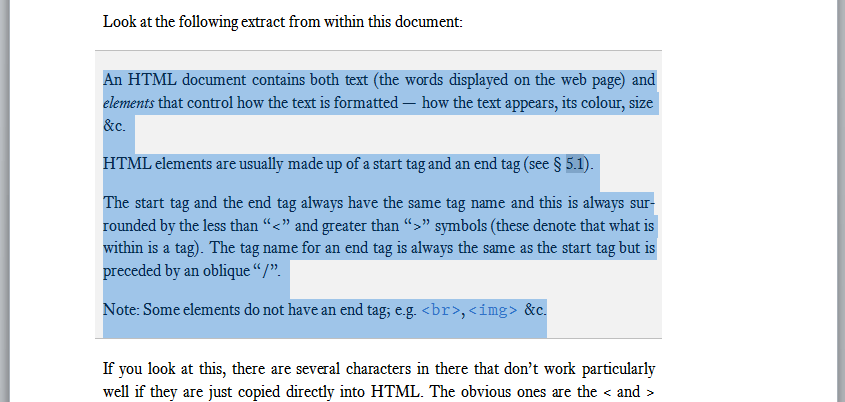 Look at the following extract from within this document:
An HTML document contains both text (the words displayed on the web page) and
elements that control how the text is formatted — how the text appears, its colour, size
&c.
HTML elements are usually made up of a start tag and an end tag (see § 5.1).
The start tag and the end tag always have the same tag name and this is always sur-
rounded by the less than “<” and greater than “>” symbols (these denote that what is
within is a tag). The tag name for an end tag is always the same as the start tag but is
preceded by an oblique “/”.
Note: Some elements do not have an end tag; e.g. <br>, <img> &c.
If you look at this, there are several characters in there that don’t work particularly
well if they are just copied directly into HTML. The obvious ones are the < and >